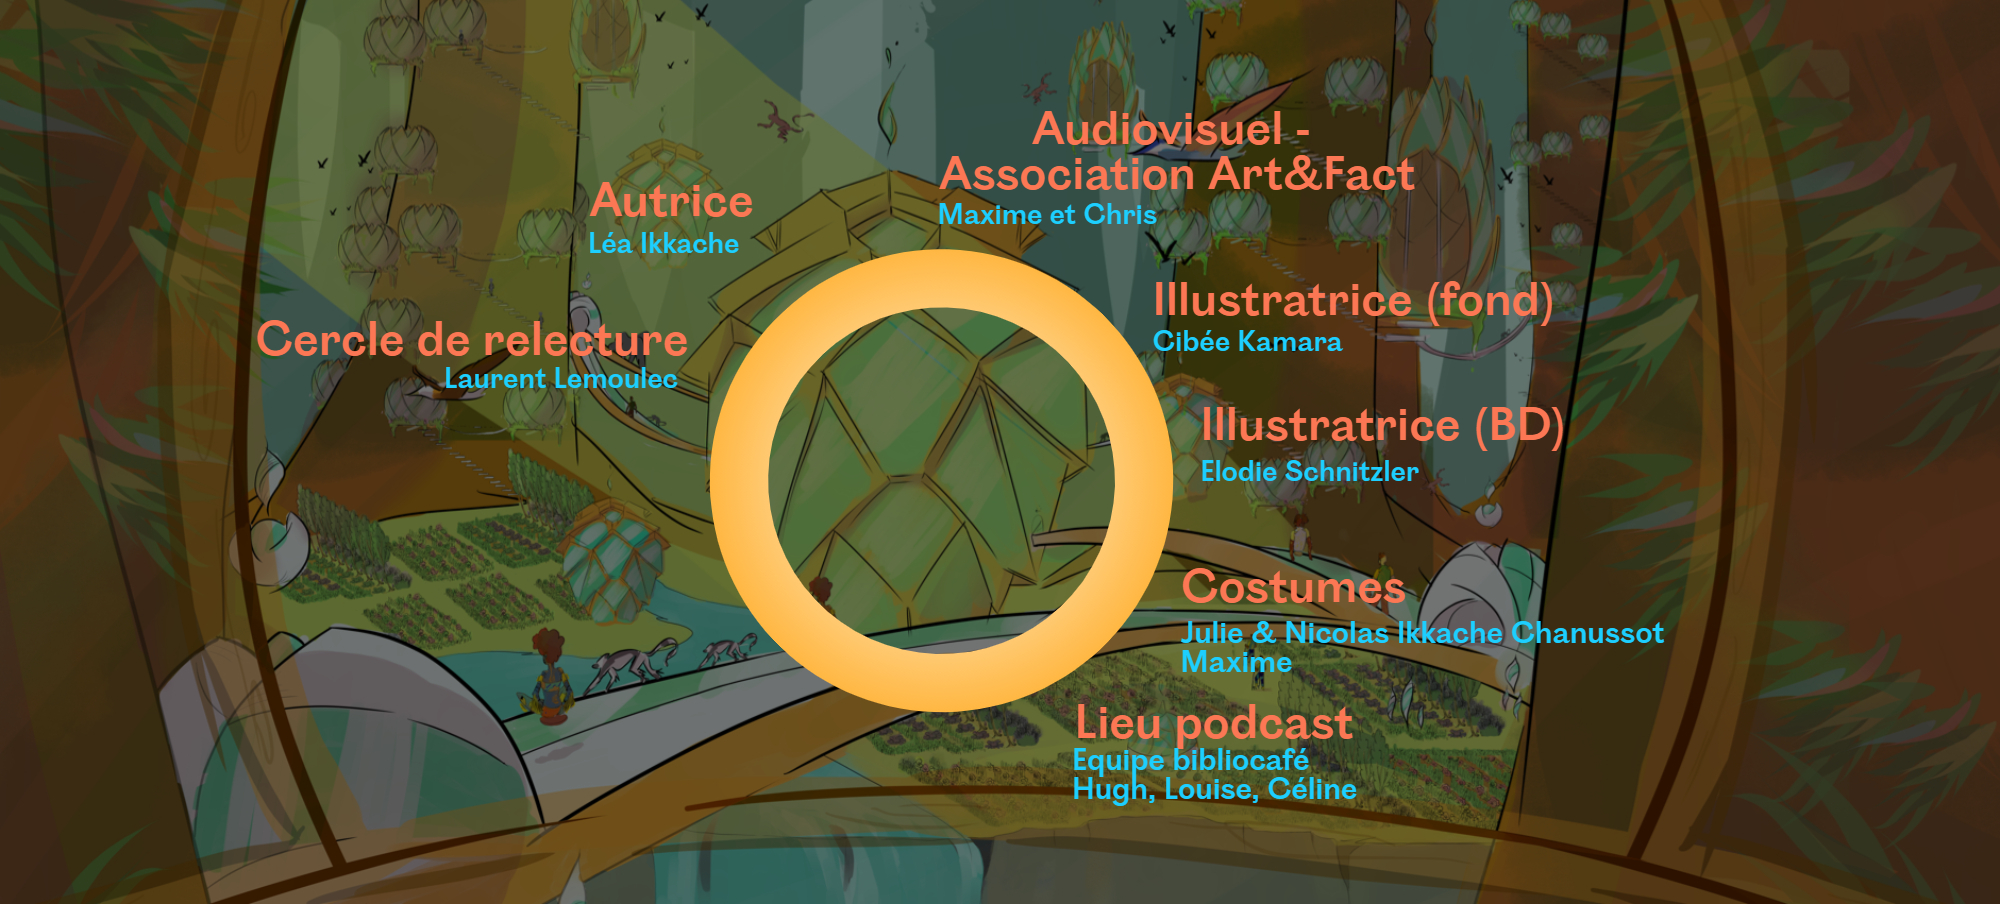 Audiovisuel -
Association Art&Fact
Maxime et Chris
Autrice
Léa Ikkache
Illustratrice (fond)
Cibée Kamara
Cercle de relecture
Laurent Lemoulec
Illustratrice (BD)
Elodie Schnitzler
Costumes
Julie & Nicolas Ikkache Chanussot
Maxime
Lieu podcast
Equipe bibliocafé
Hugh, Louise, Céline